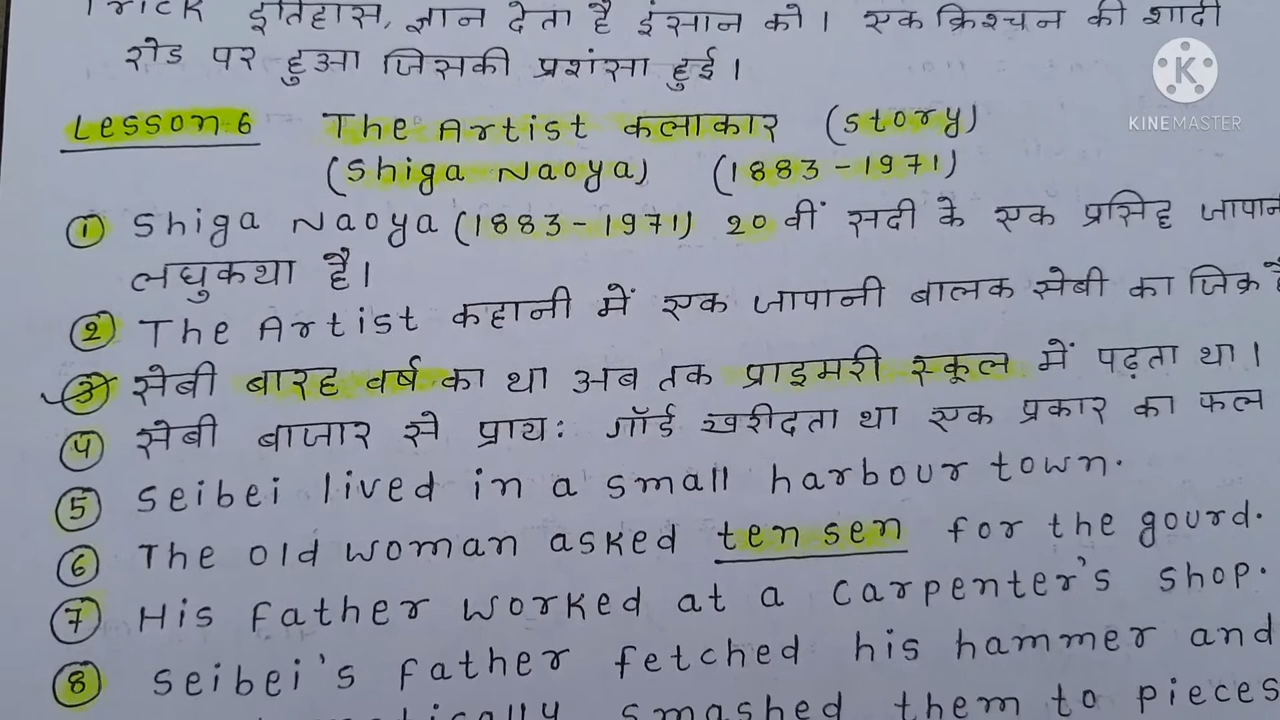 Trick इतिहास, ज्ञान देता है इंसान को। एक क्रिश्चन की शादी
रोड पर हुआ जिसकी प्रशंसा हुई।
KINEMASTER
Lesson 6 The Artist कलाकार (story)
(Shiga Naoya) (1883-1971)
① Shiga Naoya (1883-1971) 20 वीं सदी के एक प्रसिद्ध
लघुकथा है।
② The Artist कहानी में एक जापानी बालक सेबी का जिक्र है
③ सेबी बारह वर्ष का था अब तक प्राइमरी स्कूल में पढ़ता था।
④ सेबी बाजार से प्रायः गॉर्ड खरीदता था एक प्रकार का फल
⑤ Seibei lived in a small harbour town.
⑥ The old woman asked ten sen for the gourd.
⑦ His father worked at a carpenter's shop.
⑧ Seibei's father fetched his hammer and
smashed them to pieces